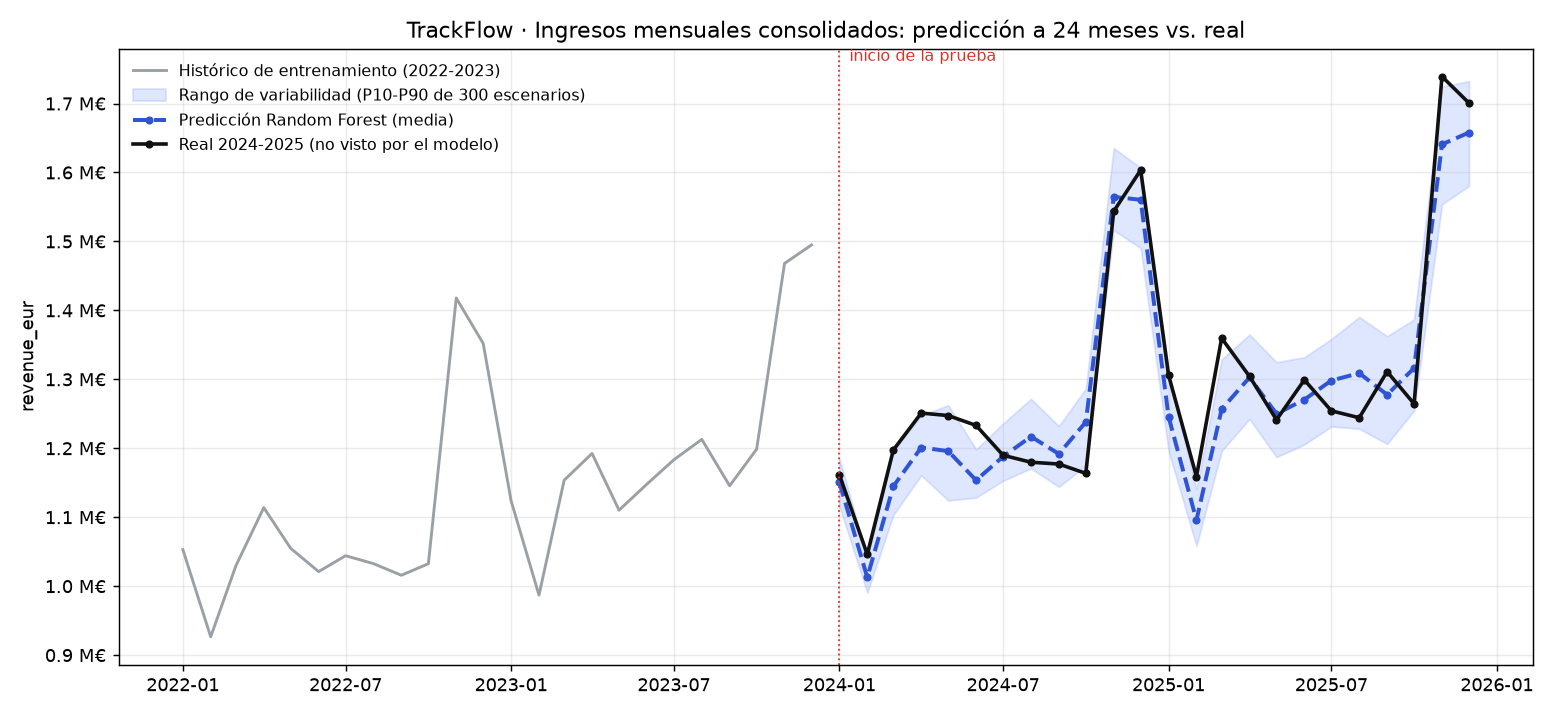 TrackFlow · Ingresos mensuales consolidados: predicción a 24 meses vs. real
inicio de la prueba
Histórico de entrenamiento (2022-2023)
Rango de variabilidad (P10-P90 de 300 escenarios)
Predicción Random Forest (media)
Real 2024-2025 (no visto por el modelo)
revenue_eur
1.7 M€
1.6 M€
1.5 M€
1.4 M€
1.3 M€
1.2 M€
1.1 M€
1.0 M€
0.9 M€
2022-01
2022-07
2023-01
2023-07
2024-01
2024-07
2025-01
2025-07
2026-01